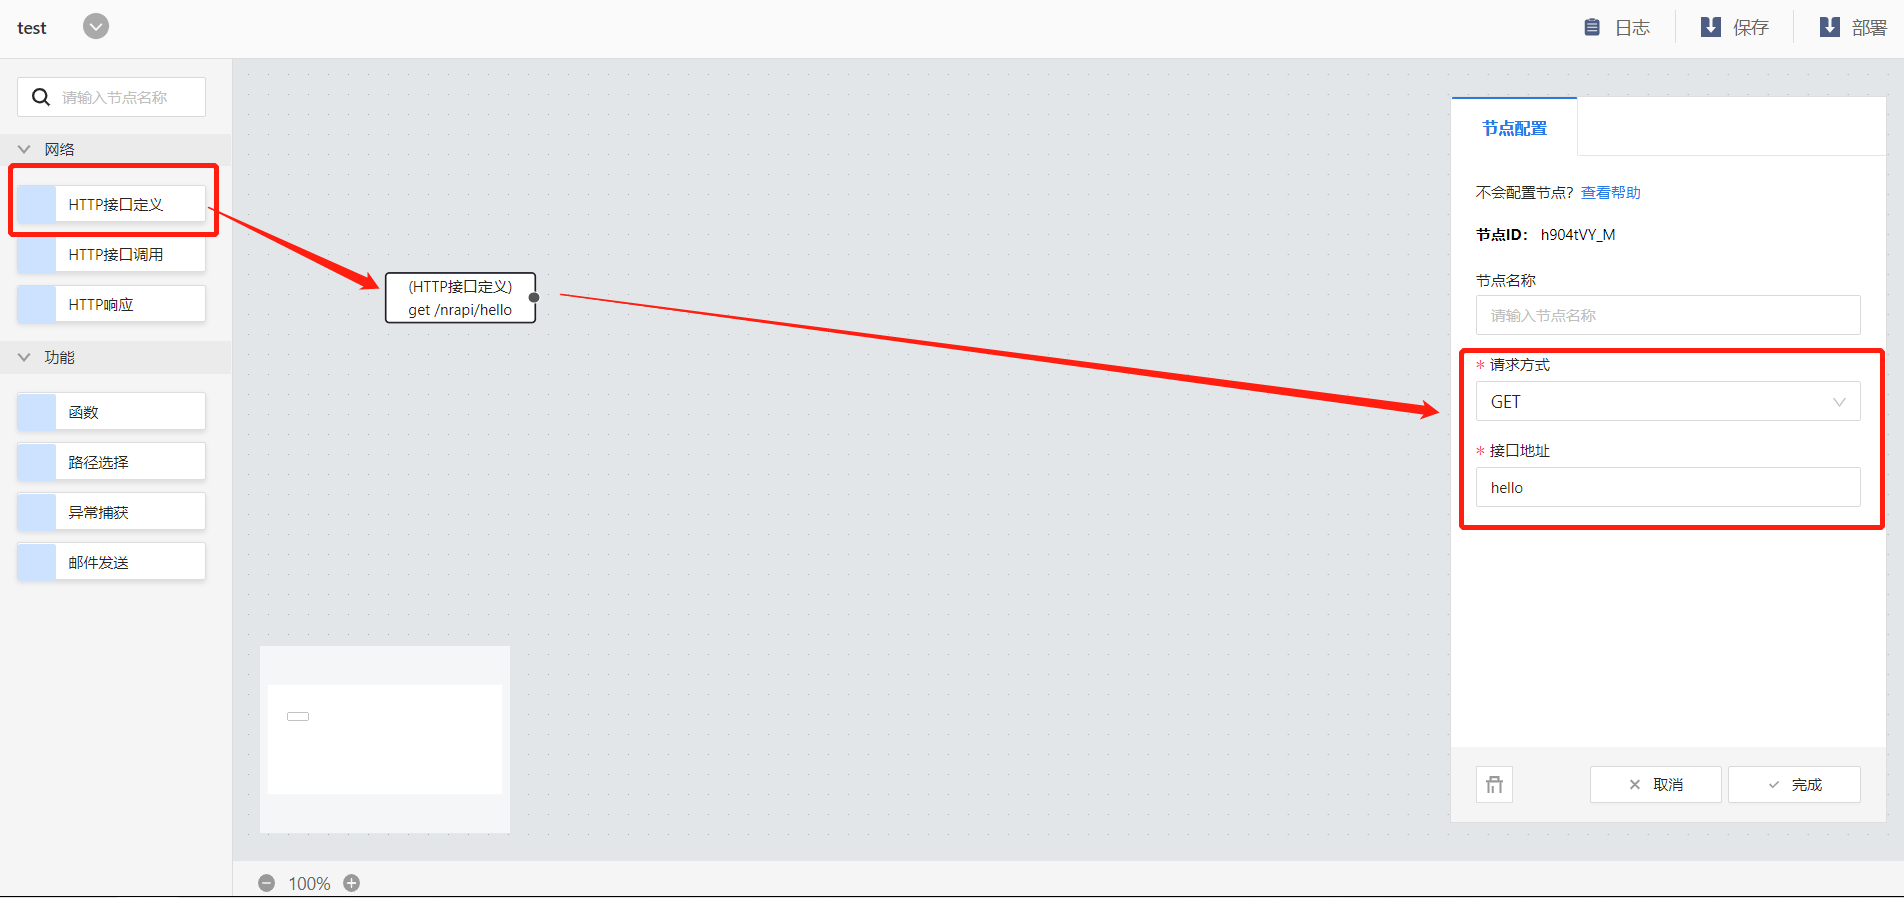 test
日志
保存
部署
请输入节点名称
网络
HTTP接口定义
HTTP接口调用
HTTP响应
功能
函数
路径选择
异常捕获
邮件发送
(HTTP接口定义)
get /nrapi/hello
100%
节点配置
不会配置节点? 查看帮助
节点ID: h904tVY_M
节点名称
请输入节点名称
* 请求方式
GET
* 接口地址
hello
取消
完成